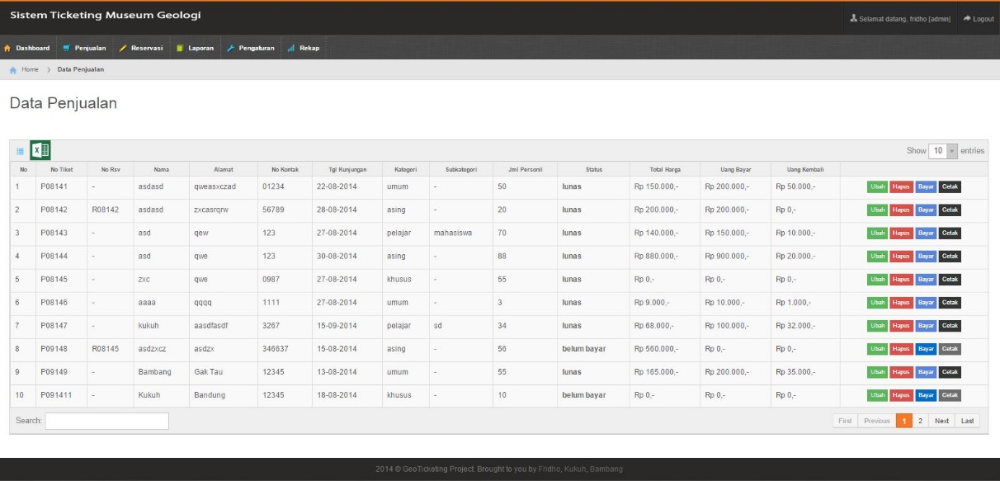 Sistem Ticketing Museum Geologi
Selamat datang, fridho [admin] Logout
Dashboard Penjualan Reservasi Laporan Pengaturan Rekap
Home > Data Penjualan
Data Penjualan
Show 10 entries
No No Tiket No Rsv Nama Alamat No Kontak Tgl Kunjungan Kategori Subkategori Jml Personil Status Total Harga Uang Bayar Uang Kembali
1 P08141 - asdasd qweasxczad 01234 22-08-2014 umum - 50 lunas Rp 150.000,- Rp 200.000,- Rp 50.000,- Ubah Hapus Bayar Cetak
2 P08142 R08142 asdasd zxcasrqrw 56789 28-08-2014 asing - 20 lunas Rp 200.000,- Rp 200.000,- Rp 0,- Ubah Hapus Bayar Cetak
3 P08143 - asd qew 123 27-08-2014 pelajar mahasiswa 70 lunas Rp 140.000,- Rp 150.000,- Rp 10.000,- Ubah Hapus Bayar Cetak
4 P08144 - asd qwe 123 30-08-2014 asing - 88 lunas Rp 880.000,- Rp 900.000,- Rp 20.000,- Ubah Hapus Bayar Cetak
5 P08145 - zxc qwe 0987 27-08-2014 khusus - 55 lunas Rp 0,- Rp 0,- Rp 0,- Ubah Hapus Bayar Cetak
6 P08146 - aaaa qqqq 1111 27-08-2014 umum - 3 lunas Rp 9.000,- Rp 10.000,- Rp 1.000,- Ubah Hapus Bayar Cetak
7 P08147 - kukuh aasdfasdf 3267 15-09-2014 pelajar sd 34 lunas Rp 68.000,- Rp 100.000,- Rp 32.000,- Ubah Hapus Bayar Cetak
8 P09148 R08145 asdzxcz asdzx 346637 15-08-2014 asing - 56 belum bayar Rp 560.000,- Rp 0,- Rp 0,- Ubah Hapus Bayar Cetak
9 P09149 - Bambang Gak Tau 12345 13-08-2014 umum - 55 lunas Rp 165.000,- Rp 200.000,- Rp 35.000,- Ubah Hapus Bayar Cetak
10 P091411 - Kukuh Bandung 12345 18-08-2014 khusus - 10 belum bayar Rp 0,- Rp 0,- Rp 0,- Ubah Hapus Bayar Cetak
Search: First Previous 1 2 Next Last
2014 © GeoTicketing Project. Brought to you by Fridho, Kukuh, Bambang